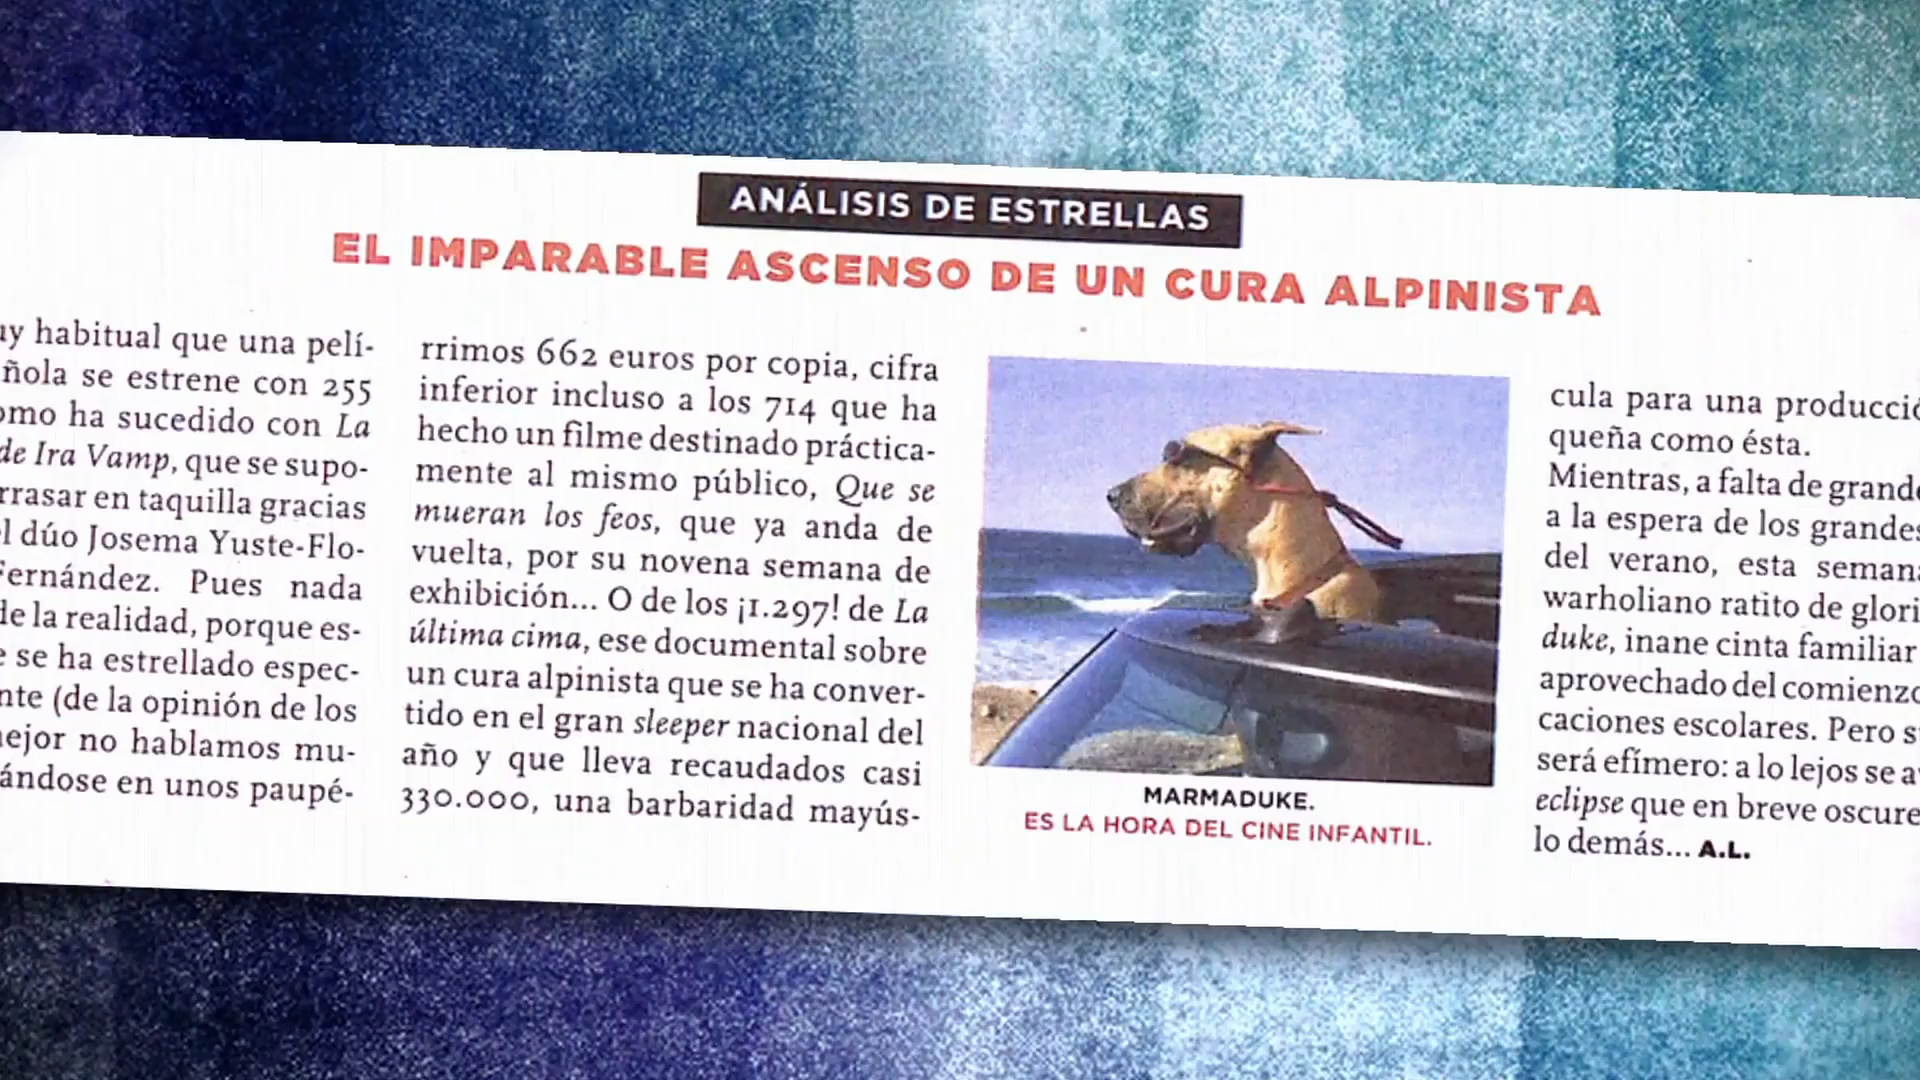 ANÁLISIS DE ESTRELLAS
EL IMPARABLE ASCENSO DE UN CURA ALPINISTA
habitual que una pelí-
ñola se estrene con 255
omo ha sucedido con La
de Ira Vamp, que se supo-
rrasar en taquilla gracias
l dúo Josema Yuste-Flo-
Fernández. Pues nada
de la realidad, porque es-
e se ha estrellado espec-
nte (de la opinión de los
ejor no hablamos mu-
ándose en unos paupé-
rrimos 662 euros por copia, cifra
inferior incluso a los 714 que ha
hecho un filme destinado práctica-
mente al mismo público, Que se
mueran los feos, que ya anda de
vuelta, por su novena semana de
exhibición... O de los ¡1.297! de La
última cima, ese documental sobre
un cura alpinista que se ha conver-
tido en el gran sleeper nacional del
año y que lleva recaudados casi
330.000, una barbaridad mayús-
MARMADUKE.
ES LA HORA DEL CINE INFANTIL.
cula para una producció
queña como ésta.
Mientras, a falta de grande
a la espera de los grandes
del verano, esta seman
warholiano ratito de glori
duke, inane cinta familiar
aprovechado del comienzo
caciones escolares. Pero s
será efímero: a lo lejos se a
eclipse que en breve oscure
lo demás... A.L.